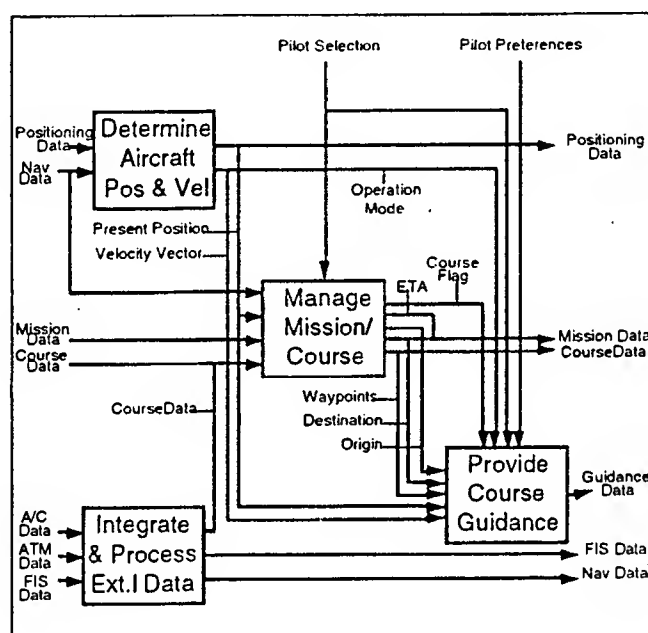 Pilot Selection
Pilot Preferences
Positioning
Data
Nav
Data
Determine
Aircraft
Pos & Vel
Positioning
Data
Operation
Mode
Present Position
Velocity Vector
Course
Flag
ETA
Manage
Mission/
Course
Mission
Data
Course
Data
Mission Data
CourseData
Waypoints
Destination
Origin
CourseData
Provide
Course
Guidance
Guidance
Data
A/C
Data
ATM
Data
FIS
Data
Integrate
& Process
Ext.l Data
FIS Data
Nav Data